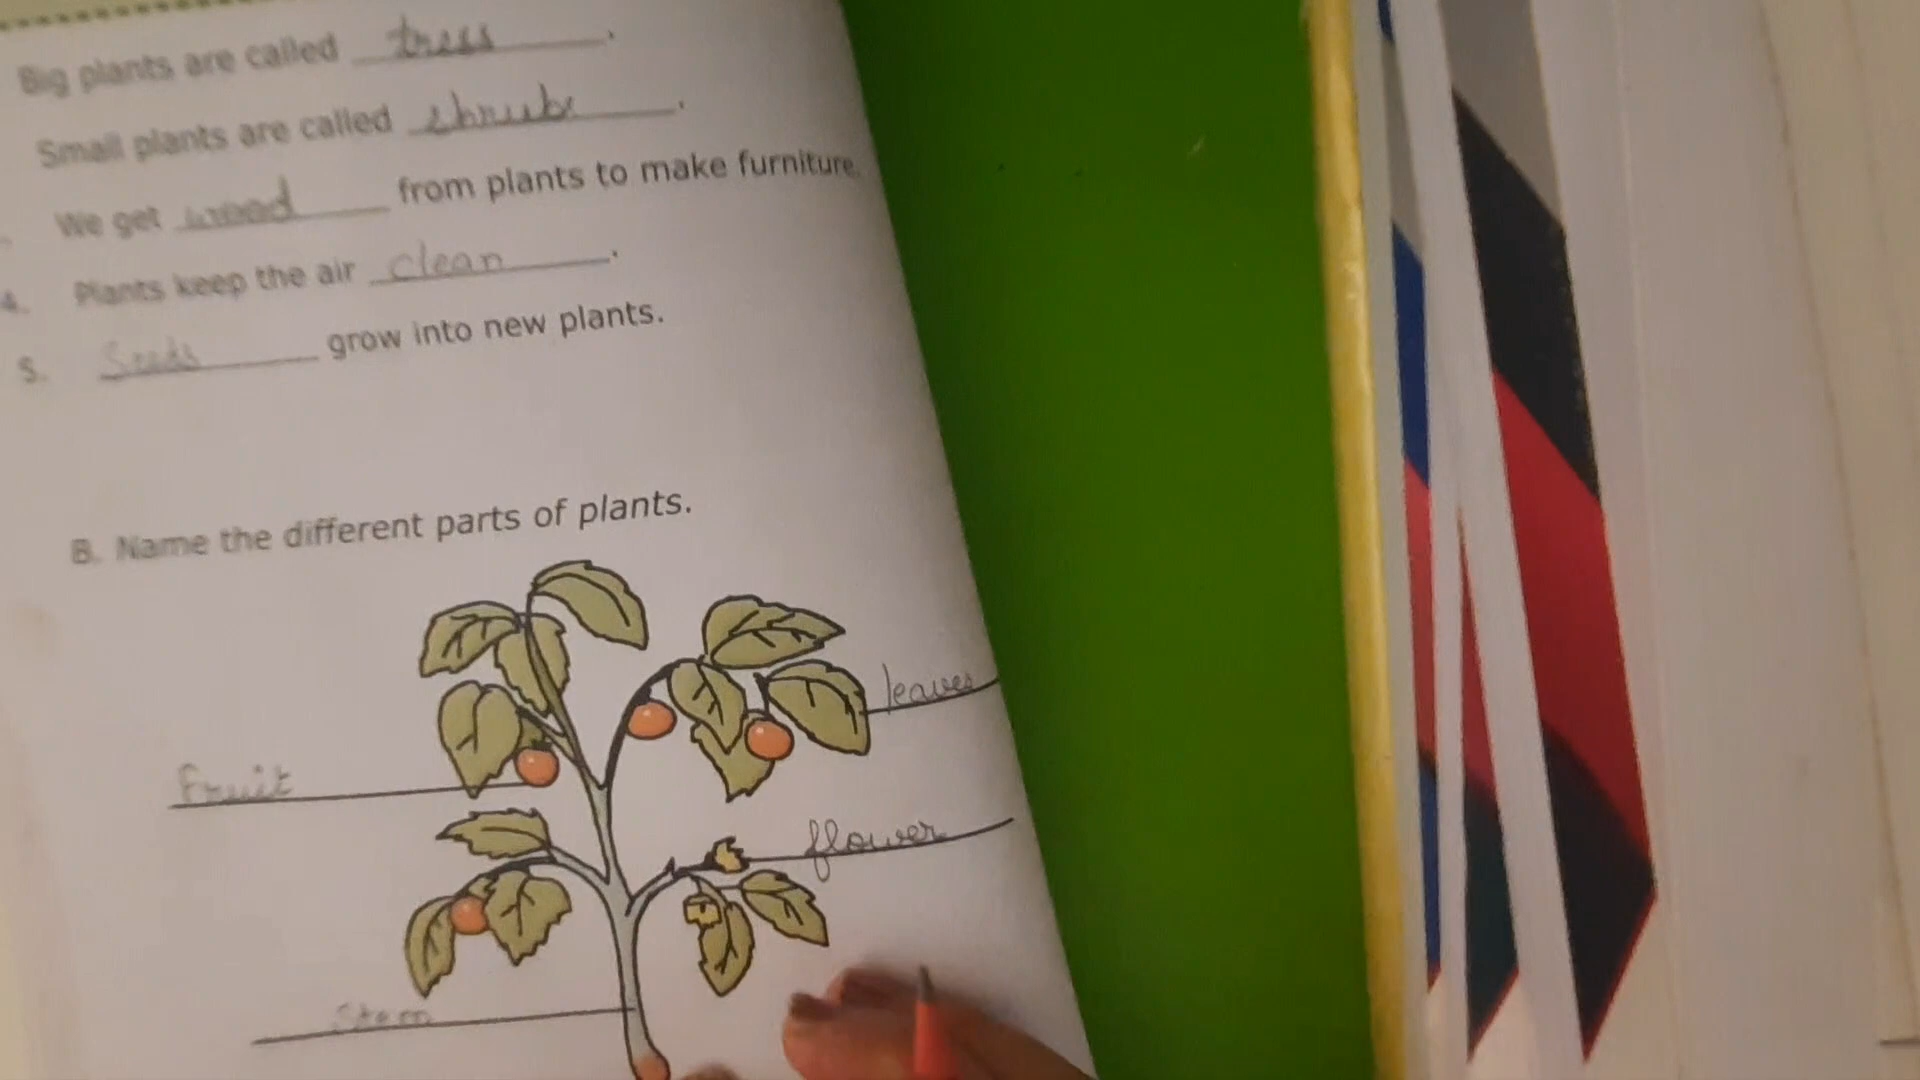 Big plants are called tress.
Small plants are called shrubs.
We get wood from plants to make furniture.
4. Plants keep the air clean.
5. Seeds grow into new plants.
B. Name the different parts of plants.
leaves
Fruit
flower
Stem